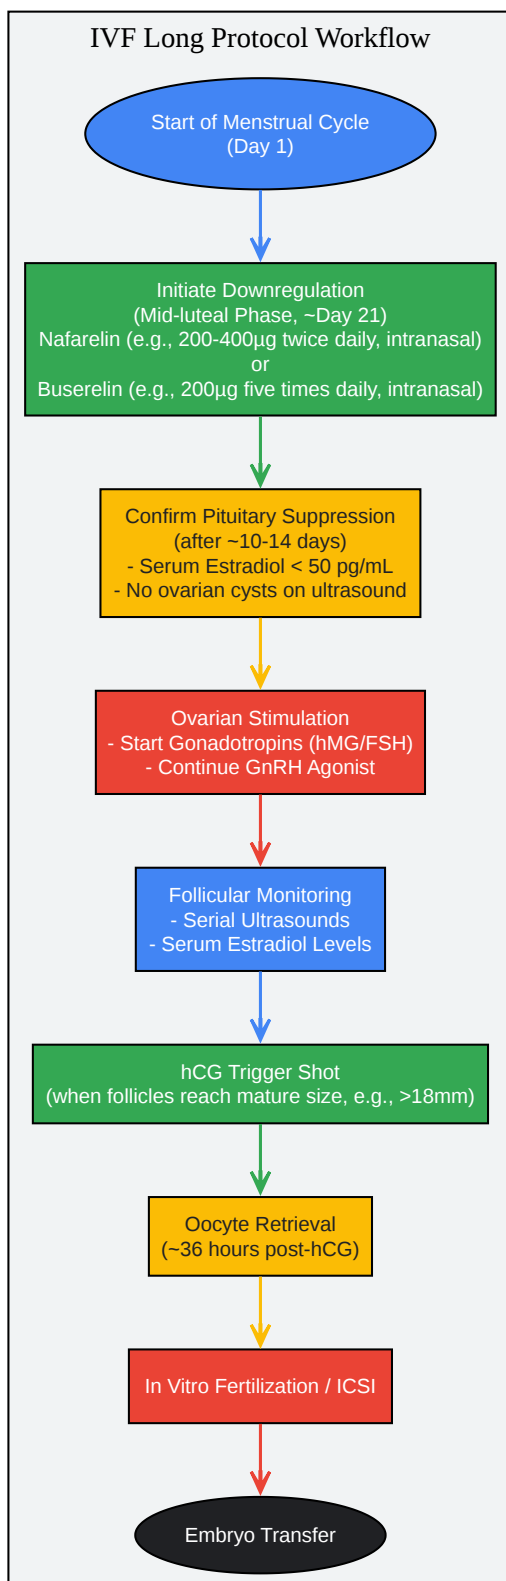 IVF Long Protocol Workflow
Start of Menstrual Cycle
(Day 1)
Initiate Downregulation
(Mid-luteal Phase, ~Day 21)
Nafarelin (e.g., 200-400µg twice daily, intranasal)
or
Buserelin (e.g., 200µg five times daily, intranasal)
Confirm Pituitary Suppression
(after ~10-14 days)
- Serum Estradiol < 50 pg/mL
- No ovarian cysts on ultrasound
Ovarian Stimulation
- Start Gonadotropins (hMG/FSH)
- Continue GnRH Agonist
Follicular Monitoring
- Serial Ultrasounds
- Serum Estradiol Levels
hCG Trigger Shot
(when follicles reach mature size, e.g., >18mm)
Oocyte Retrieval
(~36 hours post-hCG)
In Vitro Fertilization / ICSI
Embryo Transfer